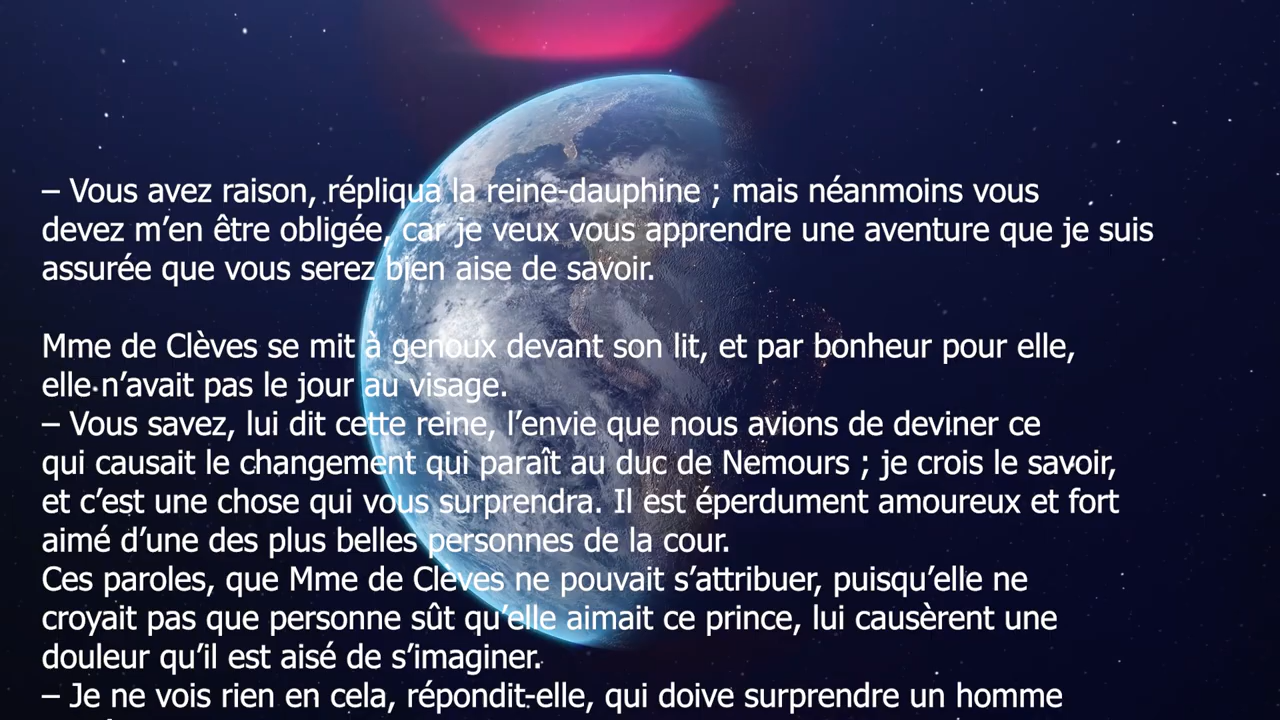 – Vous avez raison, répliqua la reine-dauphine ; mais néanmoins vous
devez m’en être obligée, car je veux vous apprendre une aventure que je suis
assurée que vous serez bien aise de savoir.
Mme de Clèves se mit à genoux devant son lit, et par bonheur pour elle,
elle n’avait pas le jour au visage.
– Vous savez, lui dit cette reine, l’envie que nous avions de deviner ce
qui causait le changement qui paraît au duc de Nemours ; je crois le savoir,
et c’est une chose qui vous surprendra. Il est éperdument amoureux et fort
aimé d’une des plus belles personnes de la cour.
Ces paroles, que Mme de Clèves ne pouvait s’attribuer, puisqu’elle ne
croyait pas que personne sût qu’elle aimait ce prince, lui causèrent une
douleur qu’il est aisé de s’imaginer.
– Je ne vois rien en cela, répondit-elle, qui doive surprendre un homme